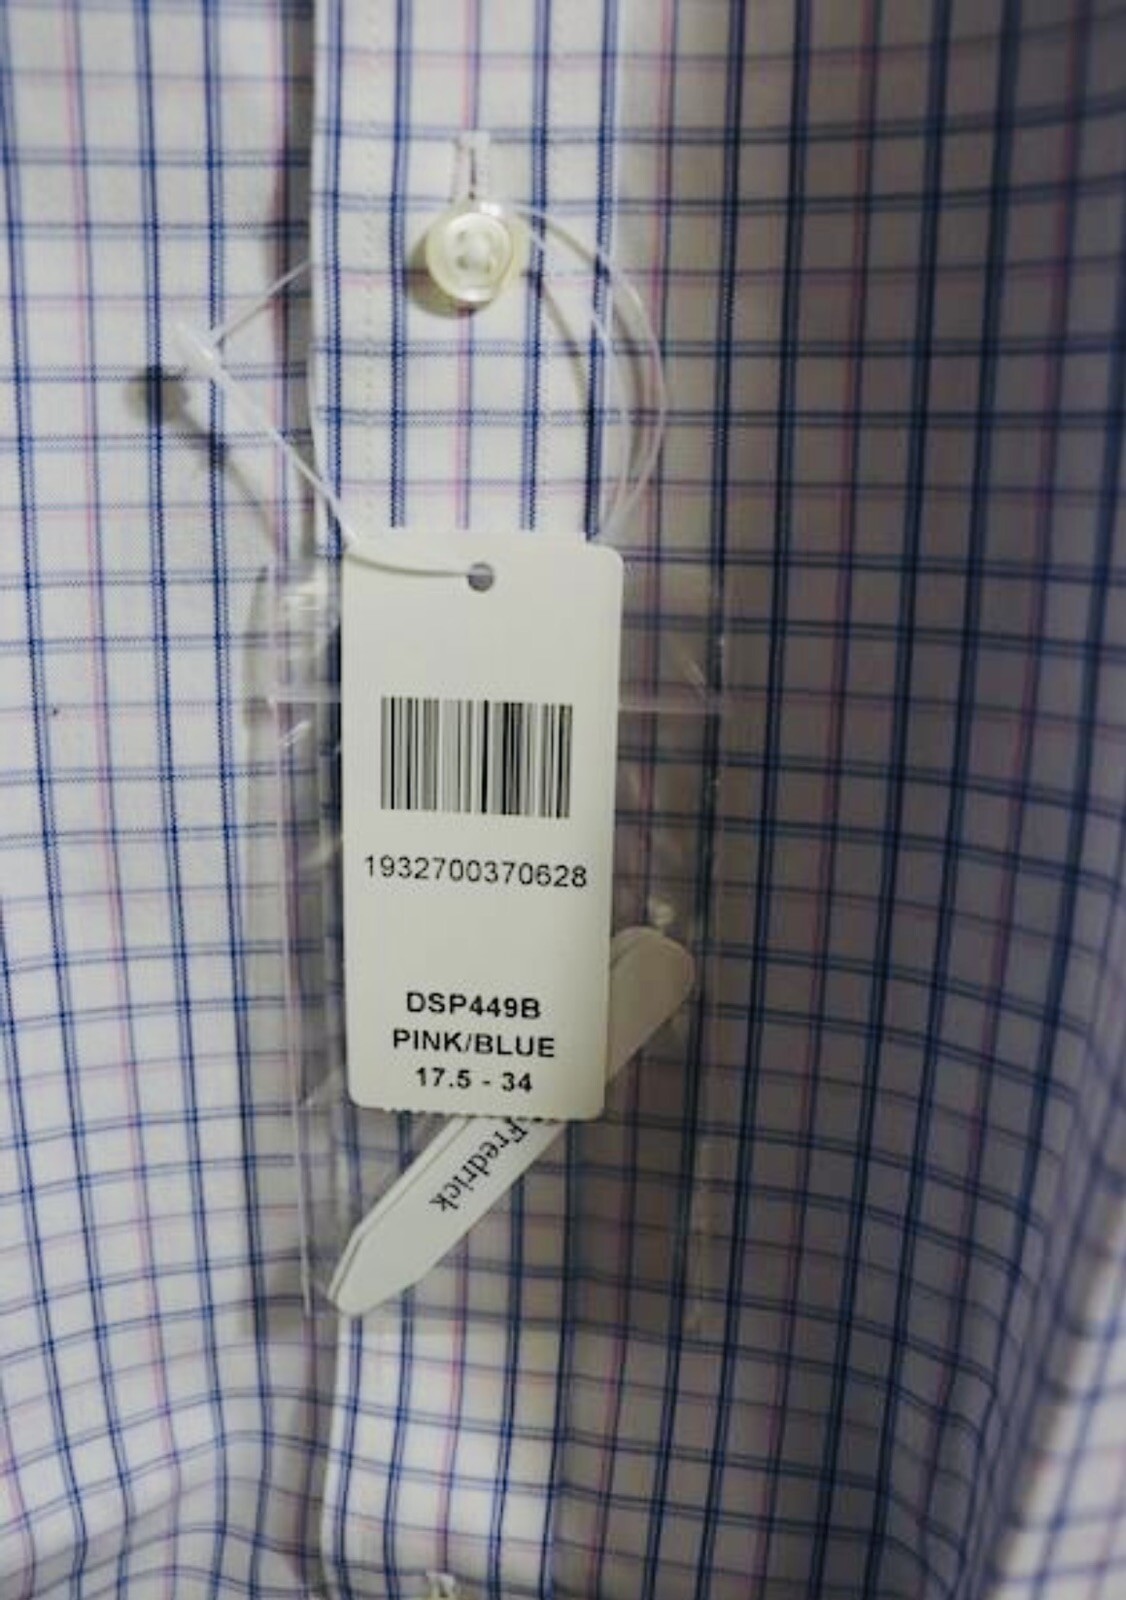 1932700370628
DSP449B
PINK/BLUE
17.5 - 34
Fredrick